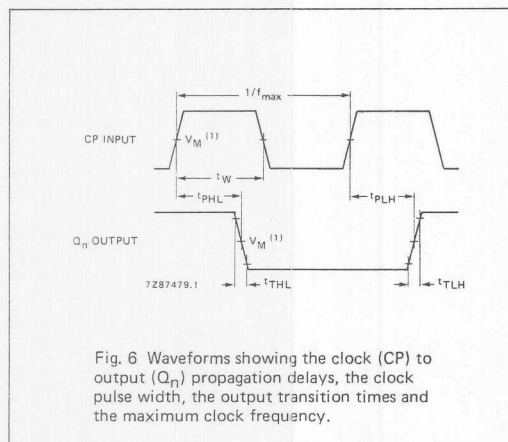 1/fmax
CP INPUT
VM (1)
tW
tPHL
tPLH
Qn OUTPUT
VM (1)
7Z87479.1
tTHL
tTLH
Fig. 6 Waveforms showing the clock (CP) to
output (Qn) propagation delays, the clock
pulse width, the output transition times and
the maximum clock frequency.